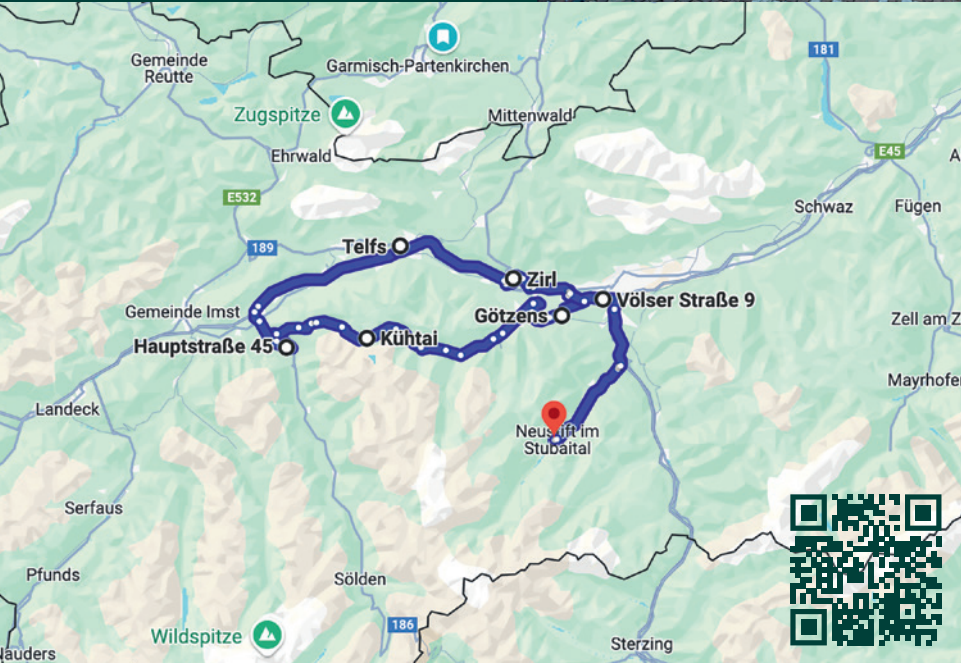 181
Gemeinde
Reutte
Garmisch-Partenkirchen
Zugspitze
Mittenwald
Ehrwald
E45
A
E532
Schwaz
Fügen
Telfs
189
Zirl
Gemeinde Imst
Götzens
Völser Straße 9
Zell am Z
Hauptstraße 45
Kühtai
Mayrhofe
Landeck
Neustift im
Stubaital
Serfaus
Pfunds
Sölden
186
Wildspitze
Sterzing
Nauders